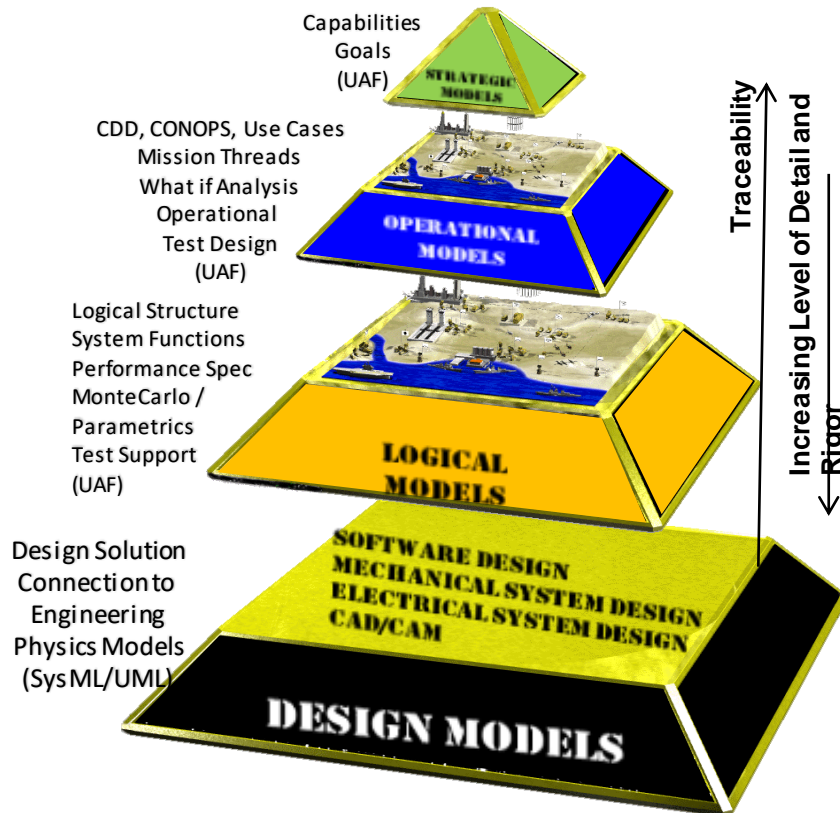 Capabilities
Goals
(UAF)
STRATEGIC
MODELS
CDD, CONOPS, Use Cases
Mission Threads
What if Analysis
Operational
Test Design
(UAF)
OPERATIONAL
MODELS
Logical Structure
System Functions
Performance Spec
MonteCarlo /
Parametrics
Test Support
(UAF)
LOGICAL
MODELS
Design Solution
Connection to
Engineering
Physics Models
(SysML/UML)
SOFTWARE DESIGN
MECHANICAL SYSTEM DESIGN
ELECTRICAL SYSTEM DESIGN
CAD/CAM
DESIGN MODELS
Traceability
Increasing Level of Detail and
Rigor